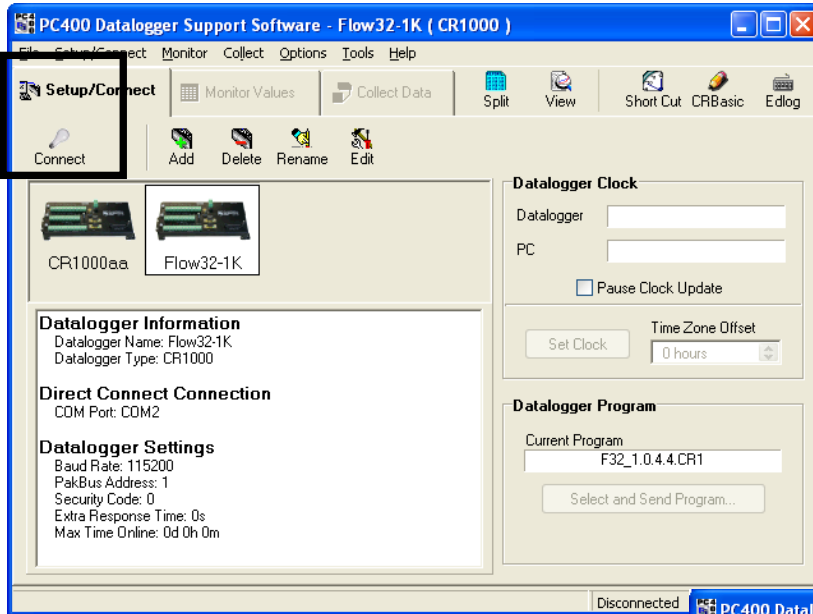 PC400 Datalogger Support Software - Flow32-1K ( CR1000 )
File Setup/Connect Monitor Collect Options Tools Help
Setup/Connect Monitor Values Collect Data Split View Short Cut CRBasic Edlog
Connect Add Delete Rename Edit
CR1000aa Flow32-1K
Datalogger Information
Datalogger Name: Flow32-1K
Datalogger Type: CR1000
Direct Connect Connection
COM Port: COM2
Datalogger Settings
Baud Rate: 115200
PakBus Address: 1
Security Code: 0
Extra Response Time: 0s
Max Time Online: 0d 0h 0m
Datalogger Clock
Datalogger
PC
Pause Clock Update
Set Clock
Time Zone Offset
0 hours
Datalogger Program
Current Program
F32_1.0.4.4.CR1
Select and Send Program...
Disconnected
PC400 Datal